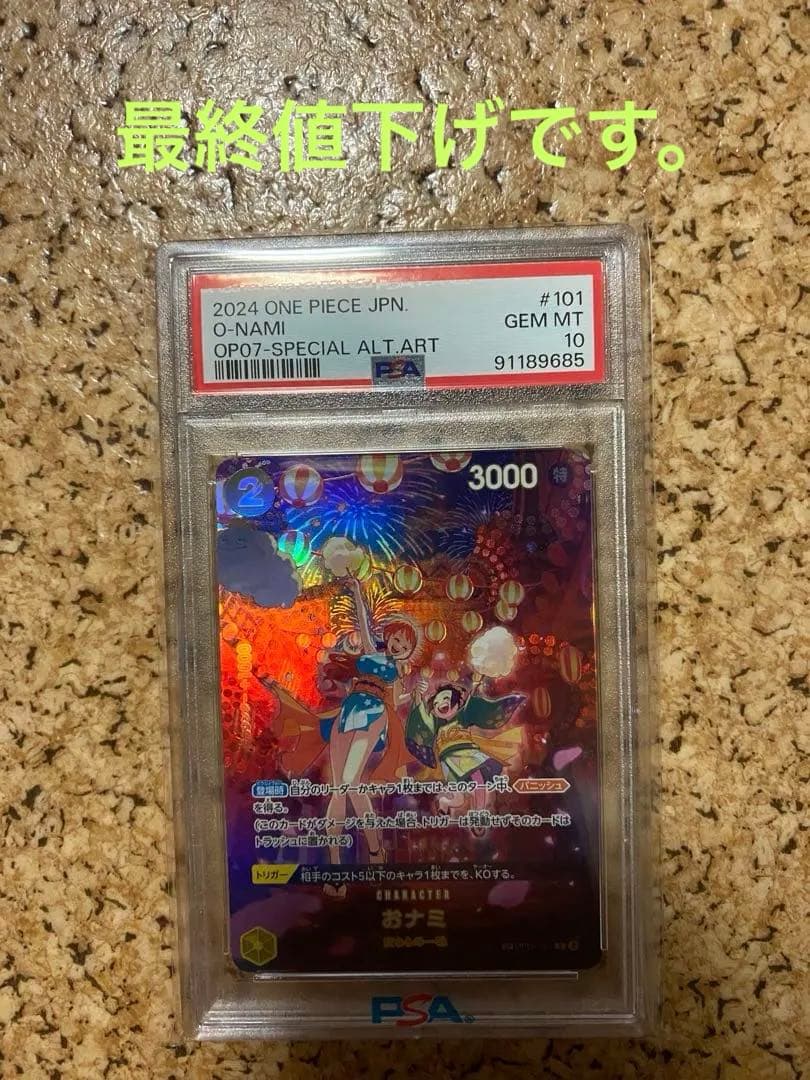 最終値下げです。
2024 ONE PIECE JPN.
#101
O-NAMI
GEM MT
OP07-SPECIAL ALT.ART
10
PSA
91189685
2
3000
特
登場時 自分のリーダーかキャラ1枚までは、このターン中、バニッシュ
を得る。
(このカードがダメージを与えた場合、トリガーは発動せずそのカードは
トラッシュに置かれる)
トリガー 相手のコスト5以下のキャラ1枚までを、KOする。
CHARACTER
おナミ
PSA